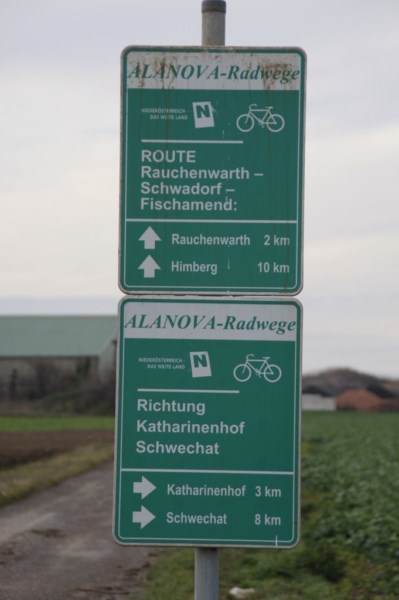 ALANOVA-Radwege
NIEDERÖSTERREICH
DAS WEITE LAND
N
ROUTE
Rauchenwarth –
Schwadorf –
Fischamend:
Rauchenwarth 2 km
Himberg 10 km
ALANOVA-Radwege
NIEDERÖSTERREICH
DAS WEITE LAND
N
Richtung
Katharinenhof
Schwechat
Katharinenhof 3 km
Schwechat 8 km